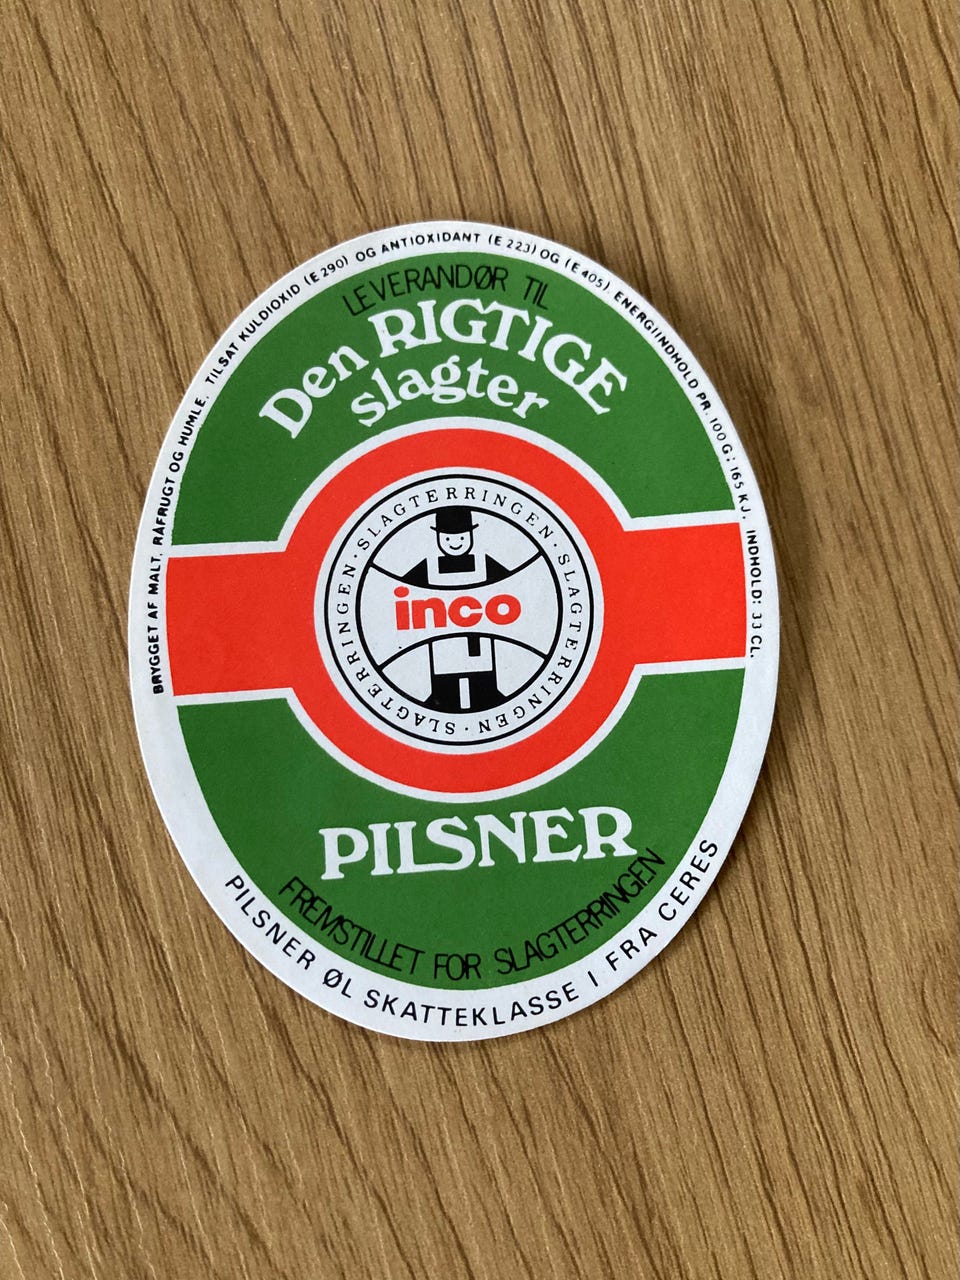 BRYGGET AF MALT, RÅFRUGT OG HUMLE. TILSAT KULDIOXID (E 290) OG ANTIOXIDANT (E 223) OG (E 405). ENERGIINDHOLD PR. 100 G: 165 KJ. INDHOLD: 33 CL.
LEVERANDØR TIL
Den RIGTIGE
slagter
SLAGTERRINGEN · SLAGTERRINGEN · SLAGTERRINGEN ·
inco
PILSNER
FREMSTILLET FOR SLAGTERRINGEN
PILSNER ØL SKATTEKLASSE I FRA CERES